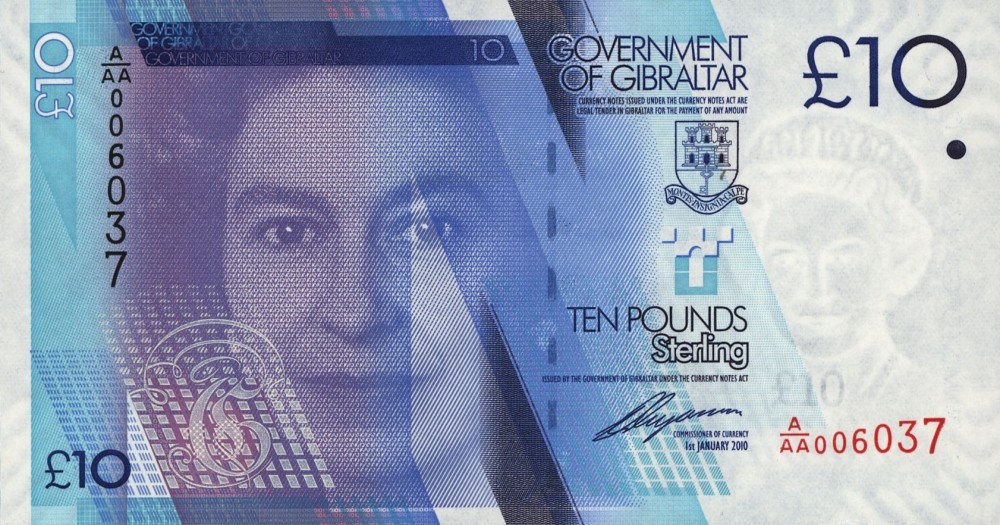 £10
A/AA 006037
GOVERNMENT
OF GIBRALTAR
GOVERNMENT OF GIBRALTAR
10
£10
GOVERNMENT
OF GIBRALTAR
CURRENCY NOTES ISSUED UNDER THE CURRENCY NOTES ACT ARE
LEGAL TENDER IN GIBRALTAR FOR THE PAYMENT OF ANY AMOUNT
MONTIS INSIGNIA CALPE
TEN POUNDS
Sterling
ISSUED BY THE GOVERNMENT OF GIBRALTAR UNDER THE CURRENCY NOTES ACT
COMMISSIONER OF CURRENCY
1st JANUARY 2010
£10
£10
A/AA 006037